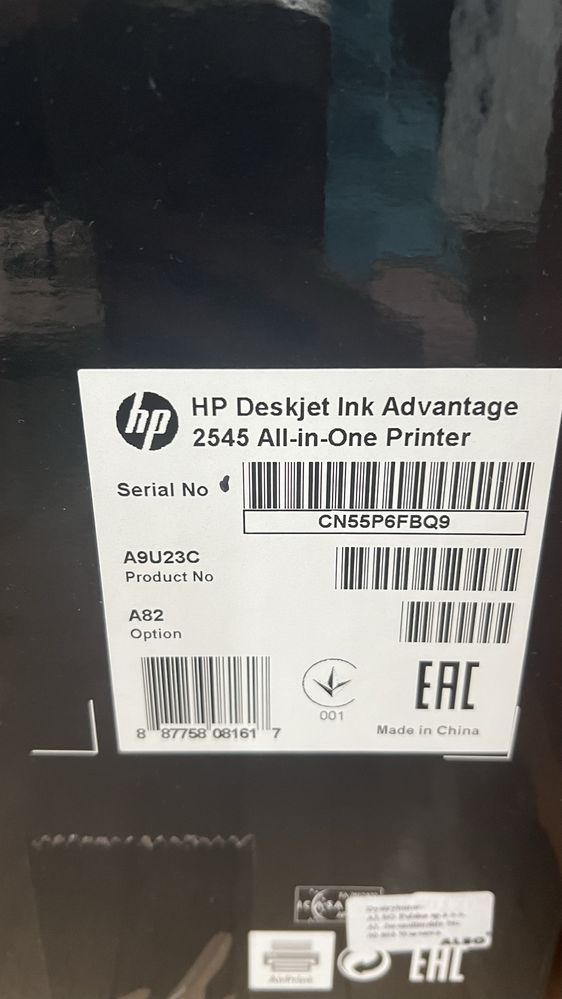 hp
HP Deskjet Ink Advantage
2545 All-in-One Printer
Serial No
CN55P6FBQ9
A9U23C
Product No
A82
Option
8 87758 08161 7
001
EAC
Made in China
ALSO
AirPrint
EAC